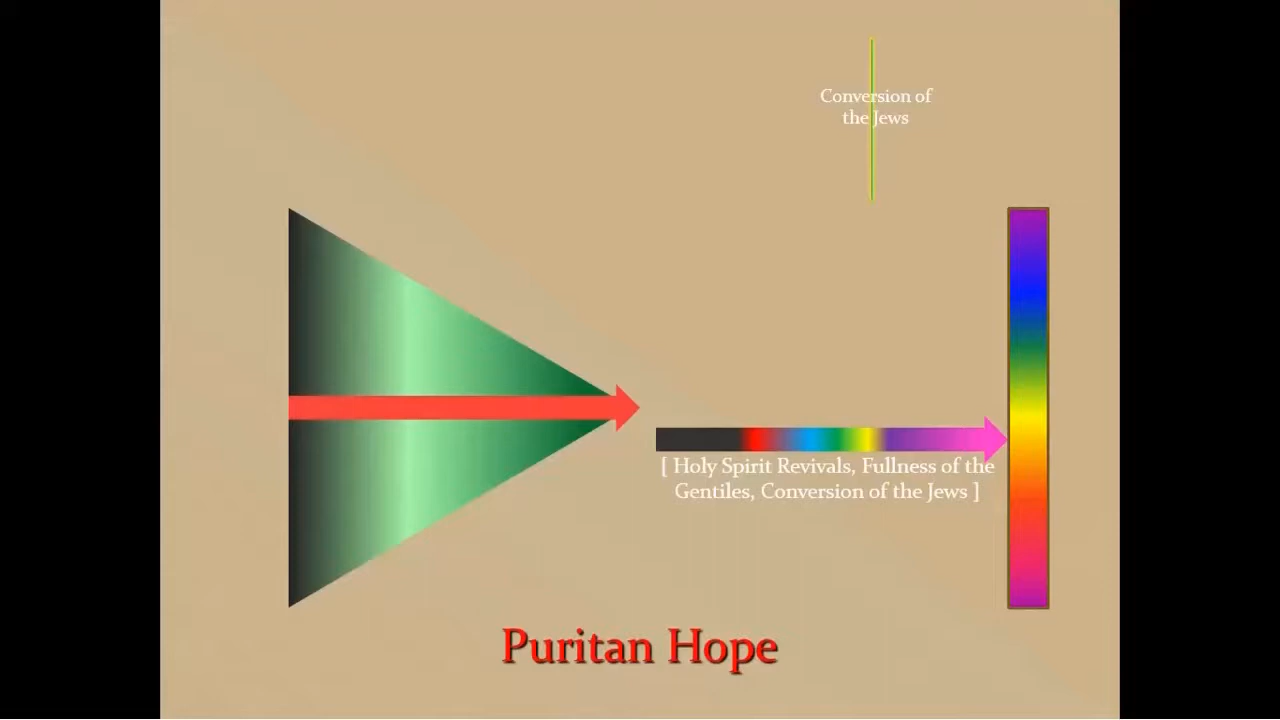 Conversion of
the Jews
[ Holy Spirit Revivals, Fullness of the
Gentiles, Conversion of the Jews ]
Puritan Hope